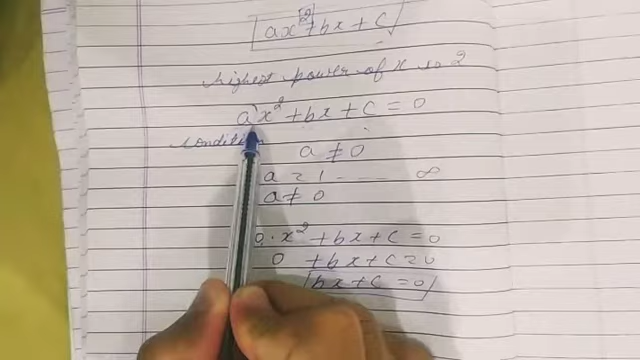 ax²+bx+c
highest power of x is 2
ax²+bx+c=0
condition
a≠0
a = 1 - - - ∞
a≠0
0·x²+bx+c=0
0 +bx+c=0
bx+c=0